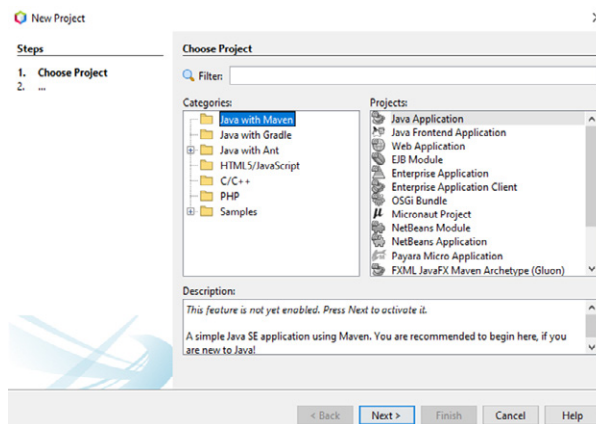 New Project
Steps
1. Choose Project
2. ...
Choose Project
Filter:
Categories:
Java with Maven
Java with Gradle
Java with Ant
HTML5/JavaScript
C/C++
PHP
Samples
Projects:
Java Application
Java Frontend Application
Web Application
EJB Module
Enterprise Application
Enterprise Application Client
OSGi Bundle
Micronaut Project
NetBeans Module
NetBeans Application
Payara Micro Application
FXML JavaFX Maven Archetype (Gluon)
Description:
This feature is not yet enabled. Press Next to activate it.
A simple Java SE application using Maven. You are recommended to begin here, if you
are new to Java!
< Back Next > Finish Cancel Help